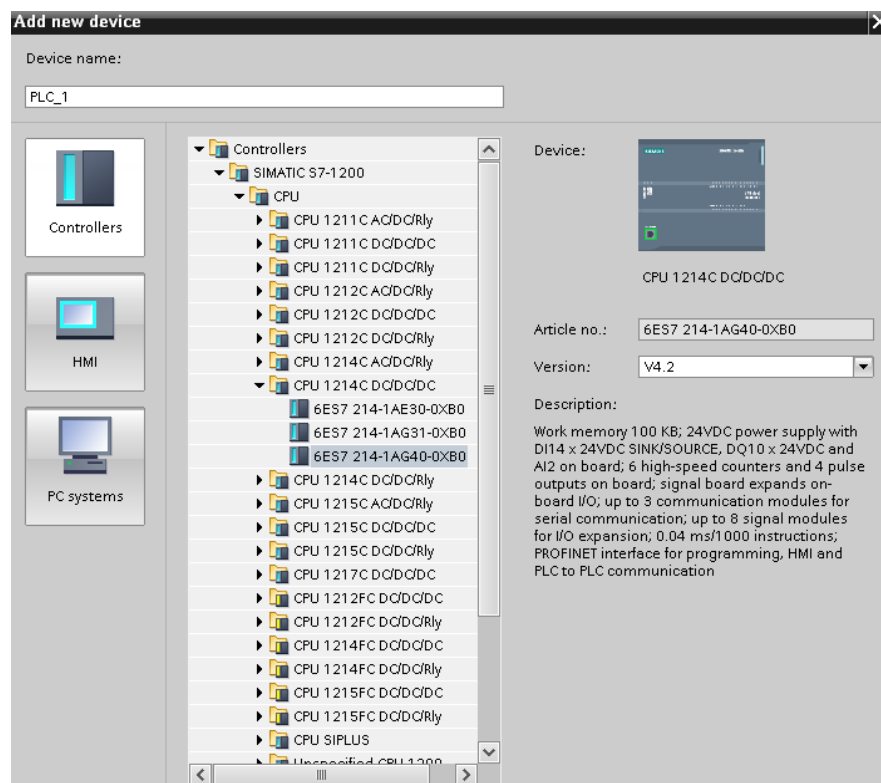 Add new device
Device name:
PLC_1
Controllers
HMI
PC systems
Controllers
SIMATIC S7-1200
CPU
CPU 1211C AC/DC/Rly
CPU 1211C DC/DC/DC
CPU 1211C DC/DC/Rly
CPU 1212C AC/DC/Rly
CPU 1212C DC/DC/DC
CPU 1212C DC/DC/Rly
CPU 1214C AC/DC/Rly
CPU 1214C DC/DC/DC
6ES7 214-1AE30-0XB0
6ES7 214-1AG31-0XB0
6ES7 214-1AG40-0XB0
CPU 1214C DC/DC/Rly
CPU 1215C AC/DC/Rly
CPU 1215C DC/DC/DC
CPU 1215C DC/DC/Rly
CPU 1217C DC/DC/DC
CPU 1212FC DC/DC/DC
CPU 1212FC DC/DC/Rly
CPU 1214FC DC/DC/DC
CPU 1214FC DC/DC/Rly
CPU 1215FC DC/DC/DC
CPU 1215FC DC/DC/Rly
CPU SIPLUS
Unspecified CPU 1200
Device:
SIEMENS
CPU 1214C DC/DC/DC
Article no.:
6ES7 214-1AG40-0XB0
Version:
V4.2
Description:
Work memory 100 KB; 24VDC power supply with
DI14 x 24VDC SINK/SOURCE, DQ10 x 24VDC and
AI2 on board; 6 high-speed counters and 4 pulse
outputs on board; signal board expands on-
board I/O; up to 3 communication modules for
serial communication; up to 8 signal modules
for I/O expansion; 0.04 ms/1000 instructions;
PROFINET interface for programming, HMI and
PLC to PLC communication